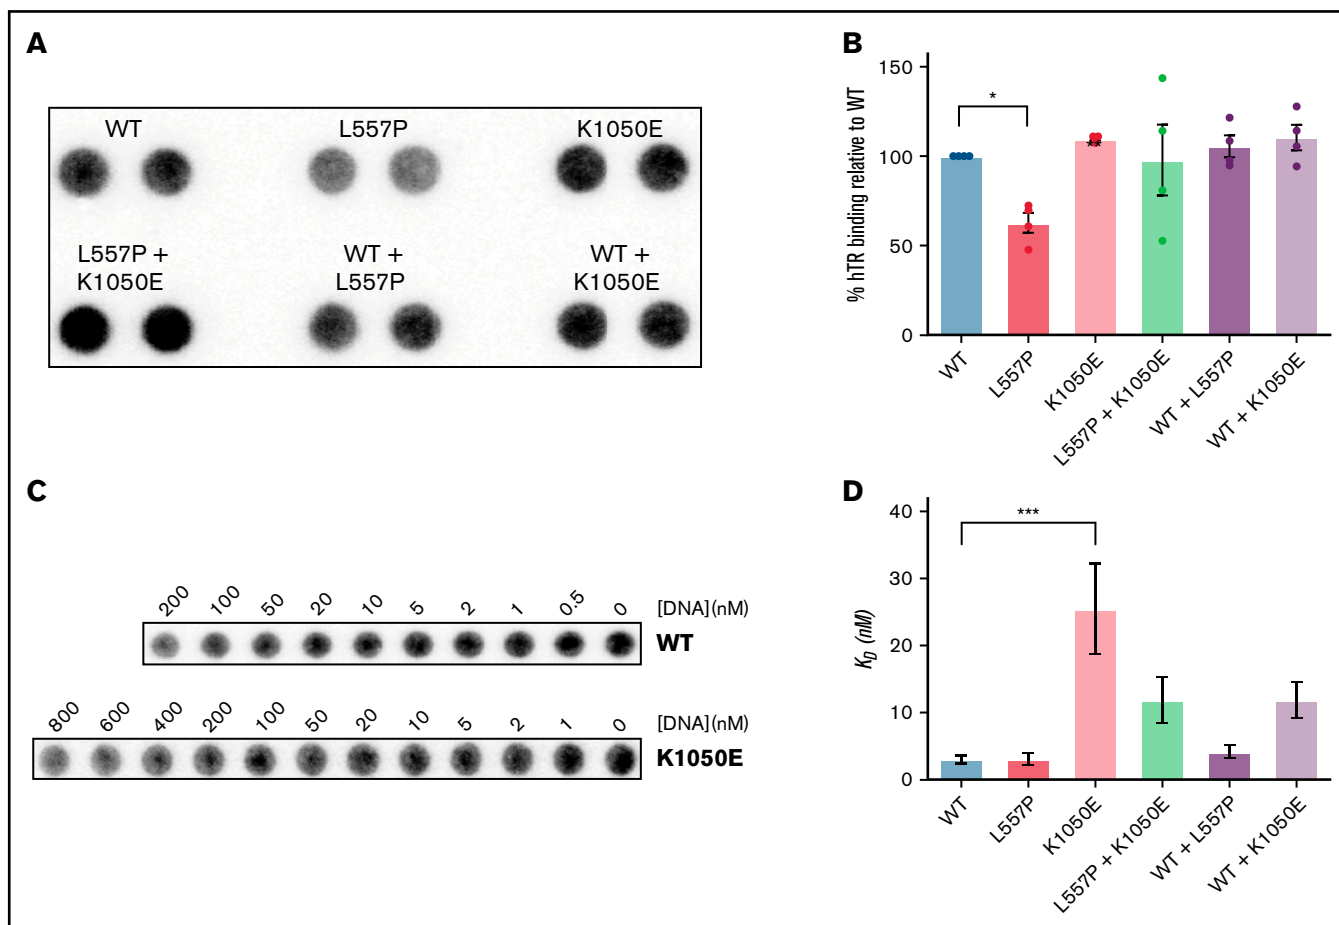 A
WT
L557P
K1050E
L557P +
K1050E
WT +
L557P
WT +
K1050E
B
% hTR binding relative to WT
150
100
50
0
*
**
WT
L557P
K1050E
L557P + K1050E
WT + L557P
WT + K1050E
C
200 100 50 20 10 5 2 1 0.5 0 [DNA](nM)
WT
800 600 400 200 100 50 20 10 5 2 1 0 [DNA](nM)
K1050E
D
K_D (nM)
40
30
20
10
0
***
WT
L557P
K1050E
L557P + K1050E
WT + L557P
WT + K1050E